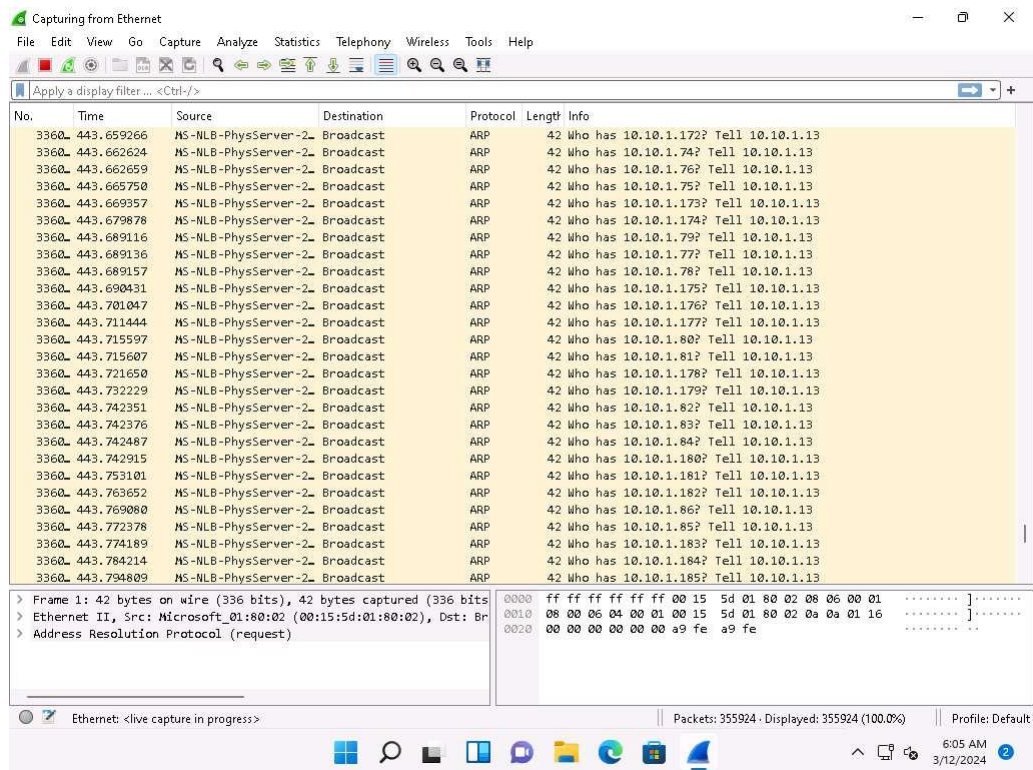 Capturing from Ethernet
File Edit View Go Capture Analyze Statistics Telephony Wireless Tools Help
Apply a display filter ... <Ctrl-/>
No. Time Source Destination Protocol Length Info
3360… 443.659266 MS-NLB-PhysServer-2… Broadcast ARP 42 Who has 10.10.1.172? Tell 10.10.1.13
3360… 443.662624 MS-NLB-PhysServer-2… Broadcast ARP 42 Who has 10.10.1.74? Tell 10.10.1.13
3360… 443.662659 MS-NLB-PhysServer-2… Broadcast ARP 42 Who has 10.10.1.76? Tell 10.10.1.13
3360… 443.665750 MS-NLB-PhysServer-2… Broadcast ARP 42 Who has 10.10.1.75? Tell 10.10.1.13
3360… 443.669357 MS-NLB-PhysServer-2… Broadcast ARP 42 Who has 10.10.1.173? Tell 10.10.1.13
3360… 443.679878 MS-NLB-PhysServer-2… Broadcast ARP 42 Who has 10.10.1.174? Tell 10.10.1.13
3360… 443.689116 MS-NLB-PhysServer-2… Broadcast ARP 42 Who has 10.10.1.79? Tell 10.10.1.13
3360… 443.689136 MS-NLB-PhysServer-2… Broadcast ARP 42 Who has 10.10.1.77? Tell 10.10.1.13
3360… 443.689157 MS-NLB-PhysServer-2… Broadcast ARP 42 Who has 10.10.1.78? Tell 10.10.1.13
3360… 443.690431 MS-NLB-PhysServer-2… Broadcast ARP 42 Who has 10.10.1.175? Tell 10.10.1.13
3360… 443.701047 MS-NLB-PhysServer-2… Broadcast ARP 42 Who has 10.10.1.176? Tell 10.10.1.13
3360… 443.711444 MS-NLB-PhysServer-2… Broadcast ARP 42 Who has 10.10.1.177? Tell 10.10.1.13
3360… 443.715597 MS-NLB-PhysServer-2… Broadcast ARP 42 Who has 10.10.1.80? Tell 10.10.1.13
3360… 443.715607 MS-NLB-PhysServer-2… Broadcast ARP 42 Who has 10.10.1.81? Tell 10.10.1.13
3360… 443.721650 MS-NLB-PhysServer-2… Broadcast ARP 42 Who has 10.10.1.178? Tell 10.10.1.13
3360… 443.732229 MS-NLB-PhysServer-2… Broadcast ARP 42 Who has 10.10.1.179? Tell 10.10.1.13
3360… 443.742351 MS-NLB-PhysServer-2… Broadcast ARP 42 Who has 10.10.1.82? Tell 10.10.1.13
3360… 443.742376 MS-NLB-PhysServer-2… Broadcast ARP 42 Who has 10.10.1.83? Tell 10.10.1.13
3360… 443.742487 MS-NLB-PhysServer-2… Broadcast ARP 42 Who has 10.10.1.84? Tell 10.10.1.13
3360… 443.742915 MS-NLB-PhysServer-2… Broadcast ARP 42 Who has 10.10.1.180? Tell 10.10.1.13
3360… 443.753101 MS-NLB-PhysServer-2… Broadcast ARP 42 Who has 10.10.1.181? Tell 10.10.1.13
3360… 443.763652 MS-NLB-PhysServer-2… Broadcast ARP 42 Who has 10.10.1.182? Tell 10.10.1.13
3360… 443.769080 MS-NLB-PhysServer-2… Broadcast ARP 42 Who has 10.10.1.86? Tell 10.10.1.13
3360… 443.772378 MS-NLB-PhysServer-2… Broadcast ARP 42 Who has 10.10.1.85? Tell 10.10.1.13
3360… 443.774189 MS-NLB-PhysServer-2… Broadcast ARP 42 Who has 10.10.1.183? Tell 10.10.1.13
3360… 443.784214 MS-NLB-PhysServer-2… Broadcast ARP 42 Who has 10.10.1.184? Tell 10.10.1.13
3360… 443.794809 MS-NLB-PhysServer-2… Broadcast ARP 42 Who has 10.10.1.185? Tell 10.10.1.13
> Frame 1: 42 bytes on wire (336 bits), 42 bytes captured (336 bits
> Ethernet II, Src: Microsoft_01:80:02 (00:15:5d:01:80:02), Dst: Br
> Address Resolution Protocol (request)
0000 ff ff ff ff ff ff 00 15 5d 01 80 02 08 06 00 01 ········ ]·······
0010 08 00 06 04 00 01 00 15 5d 01 80 02 0a 0a 01 16 ········ ]·······
0020 00 00 00 00 00 00 a9 fe a9 fe ········ ··
Ethernet: <live capture in progress>
Packets: 355924 · Displayed: 355924 (100.0%)
Profile: Default
6:05 AM
3/12/2024
2